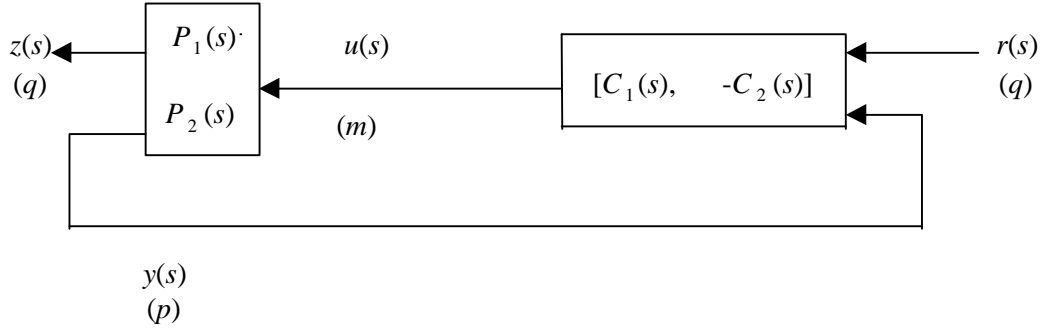 z(s)
(q)
P₁(s)
P₂(s)
u(s)
(m)
[C₁(s), -C₂(s)]
r(s)
(q)
y(s)
(p)